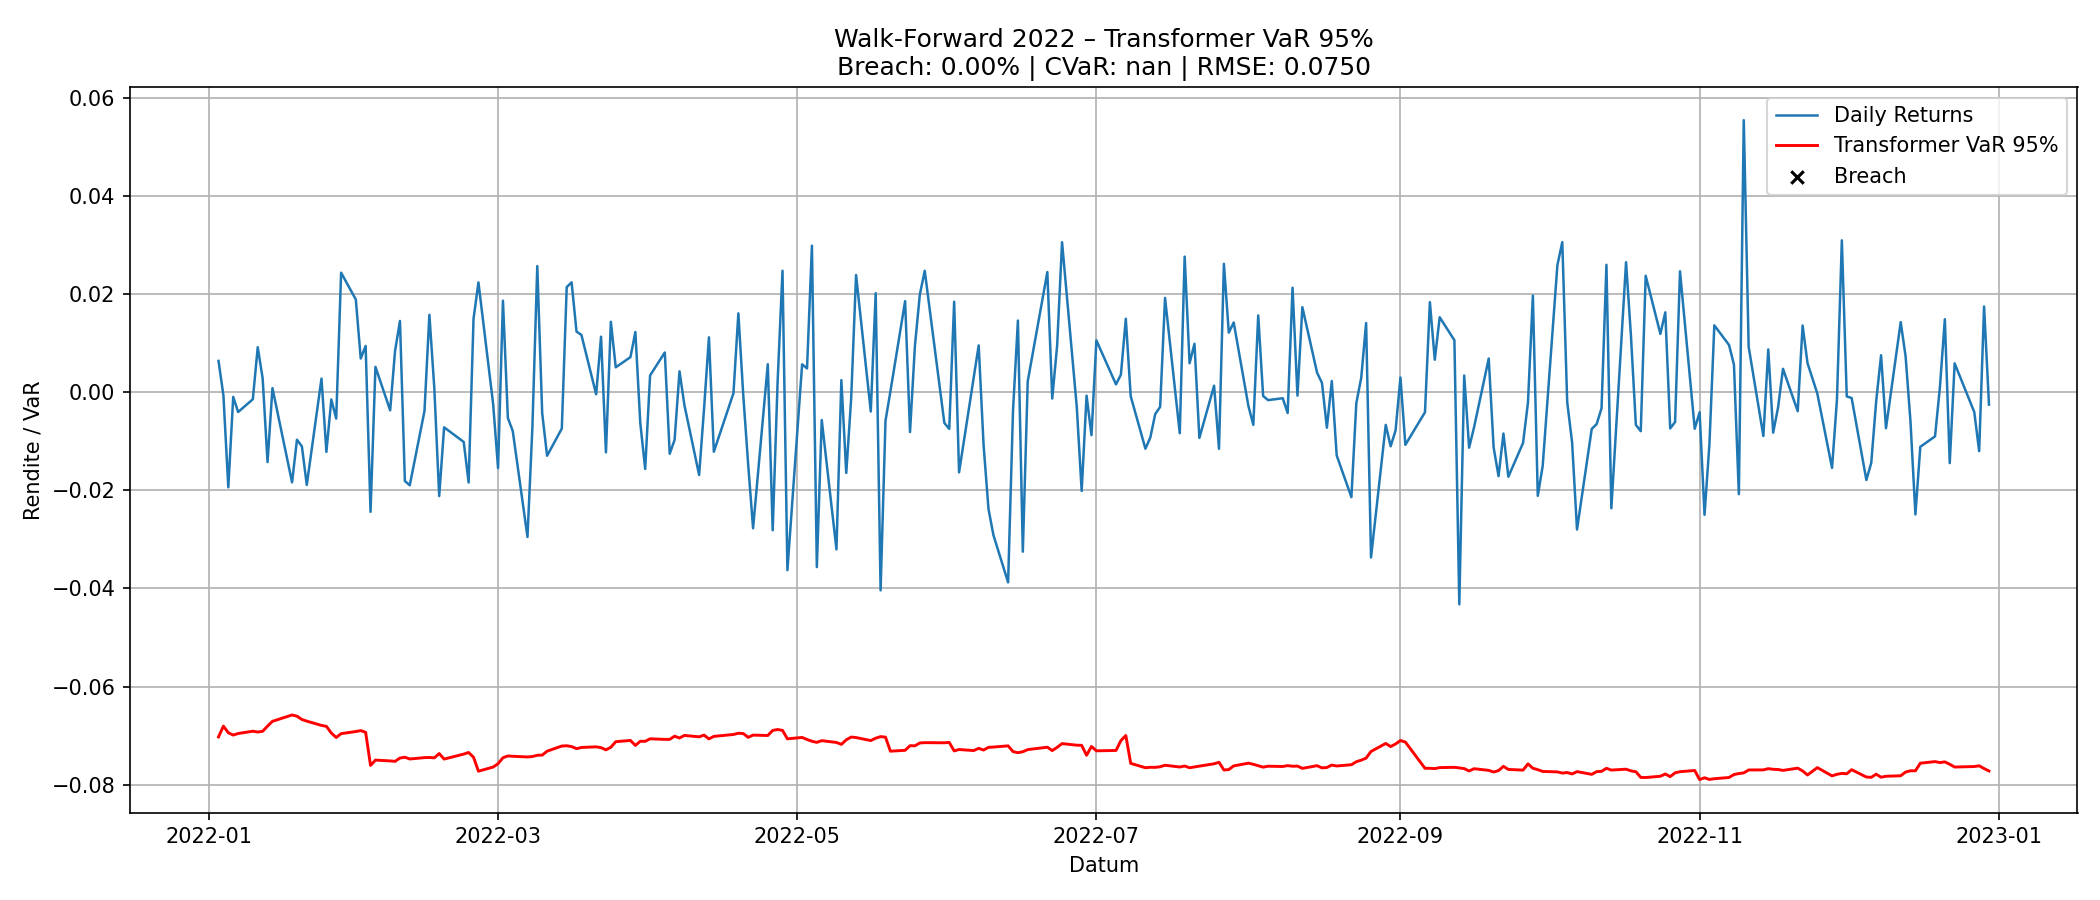 Walk-Forward 2022 – Transformer VaR 95%
Breach: 0.00% | CVaR: nan | RMSE: 0.0750
Daily Returns
Transformer VaR 95%
Breach
Rendite / VaR
0.06
0.04
0.02
0.00
−0.02
−0.04
−0.06
−0.08
2022-01
2022-03
2022-05
2022-07
2022-09
2022-11
2023-01
Datum